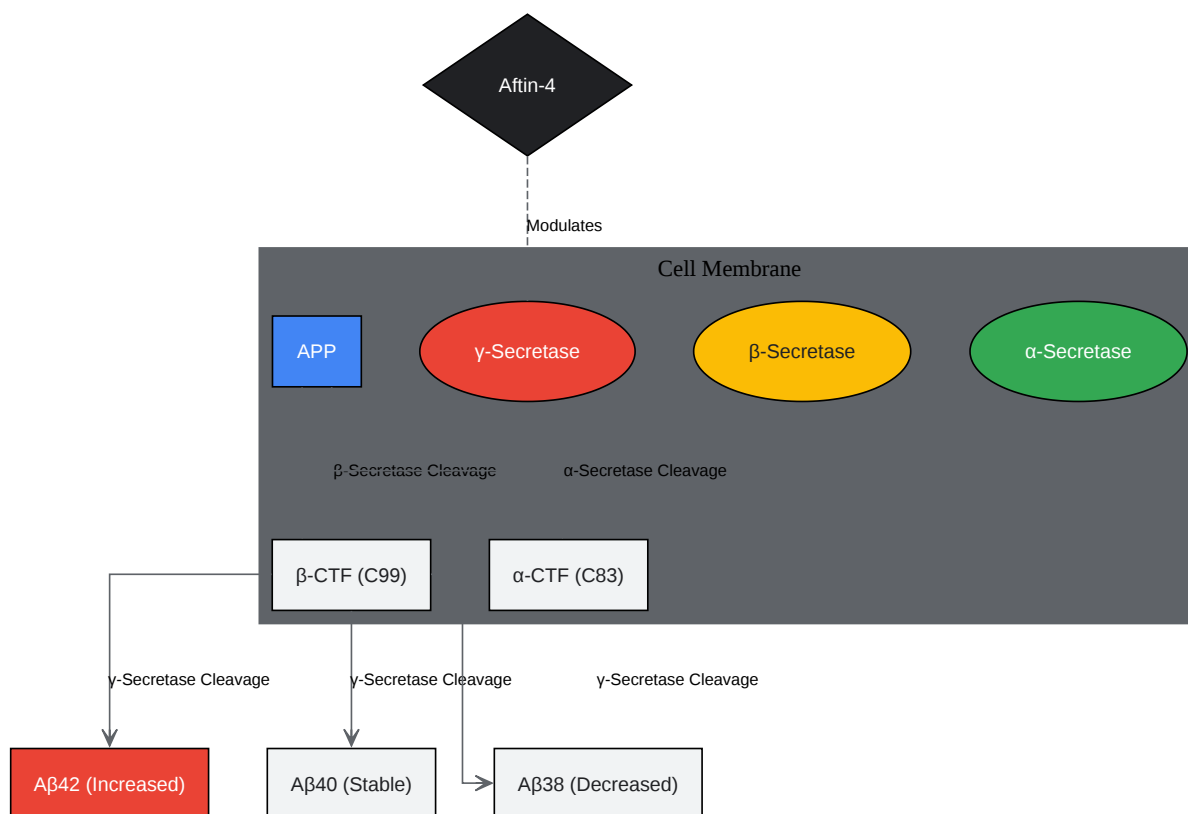 Aftin-4
Modulates
Cell Membrane
APP
γ-Secretase
β-Secretase
α-Secretase
β-Secretase Cleavage
α-Secretase Cleavage
β-CTF (C99)
α-CTF (C83)
γ-Secretase Cleavage
γ-Secretase Cleavage
γ-Secretase Cleavage
Aβ42 (Increased)
Aβ40 (Stable)
Aβ38 (Decreased)